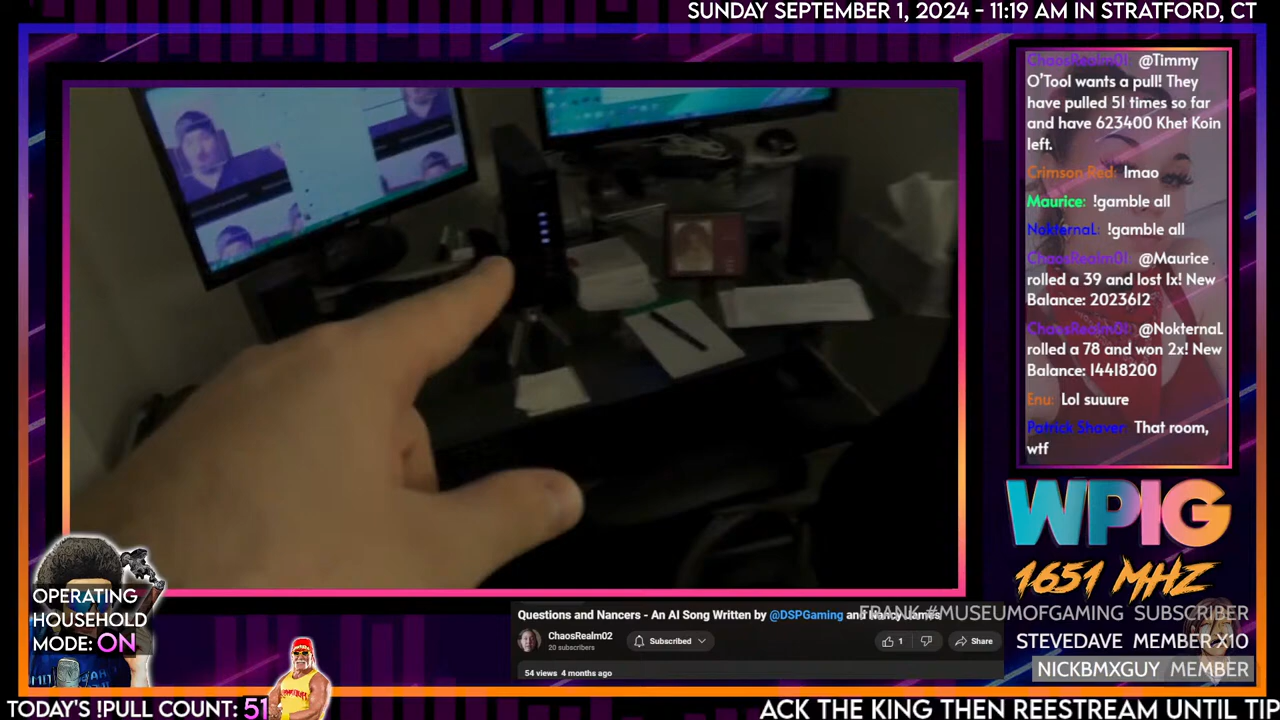 SUNDAY SEPTEMBER 1, 2024 - 11:19 AM IN STRATFORD, CT
ChaosRealm01: @Timmy
O'Tool wants a pull! They
have pulled 51 times so far
and have 623400 Khet Koin
left.
Crimson Red: lmao
Maurice: !gamble all
NokternaL: !gamble all
ChaosRealm01: @Maurice
rolled a 39 and lost 1x! New
Balance: 2023612
ChaosRealm01: @NokternaL
rolled a 78 and won 2x! New
Balance: 14418200
Enu: Lol suuure
Patrick Shaver: That room,
wtf
WPIG
1651 MHZ
OPERATING
HOUSEHOLD
MODE: ON
Questions and Nancers - An AI Song Written by @DSPGaming and Nancy James
ChaosRealm02
20 subscribers
Subscribed
1
Share
54 views 4 months ago
FRANK #MUSEUMOFGAMING SUBSCRIBER
STEVEDAVE MEMBER X10
NICKBMXGUY MEMBER
TODAY'S !PULL COUNT: 51
ACK THE KING THEN REESTREAM UNTIL TIP